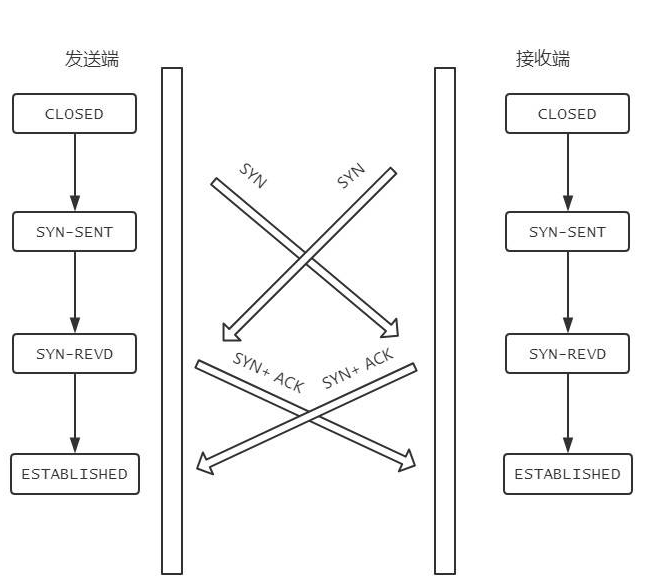 发送端
接收端
CLOSED
CLOSED
SYN
SYN
SYN-SENT
SYN-SENT
SYN-REVD
SYN+ ACK
SYN+ ACK
SYN-REVD
ESTABLISHED
ESTABLISHED